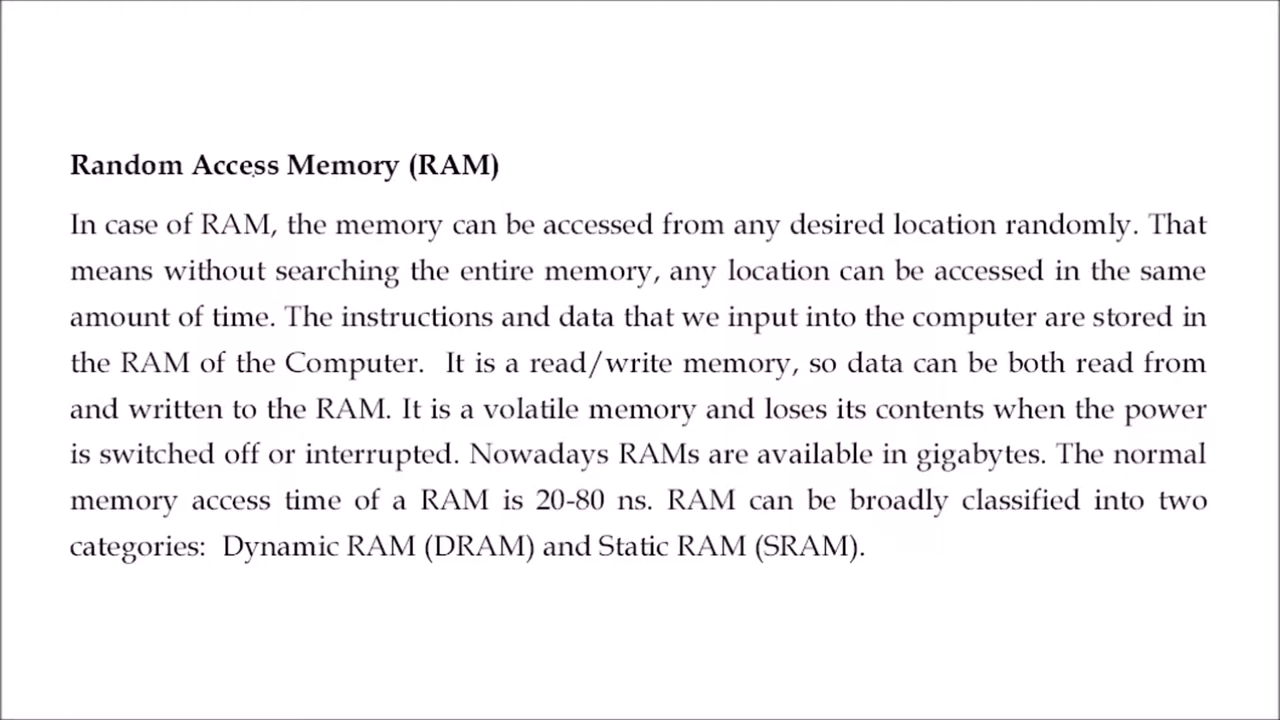 Random Access Memory (RAM)
In case of RAM, the memory can be accessed from any desired location randomly. That
means without searching the entire memory, any location can be accessed in the same
amount of time. The instructions and data that we input into the computer are stored in
the RAM of the Computer.  It is a read/write memory, so data can be both read from
and written to the RAM. It is a volatile memory and loses its contents when the power
is switched off or interrupted. Nowadays RAMs are available in gigabytes. The normal
memory access time of a RAM is 20-80 ns. RAM can be broadly classified into two
categories:  Dynamic RAM (DRAM) and Static RAM (SRAM).